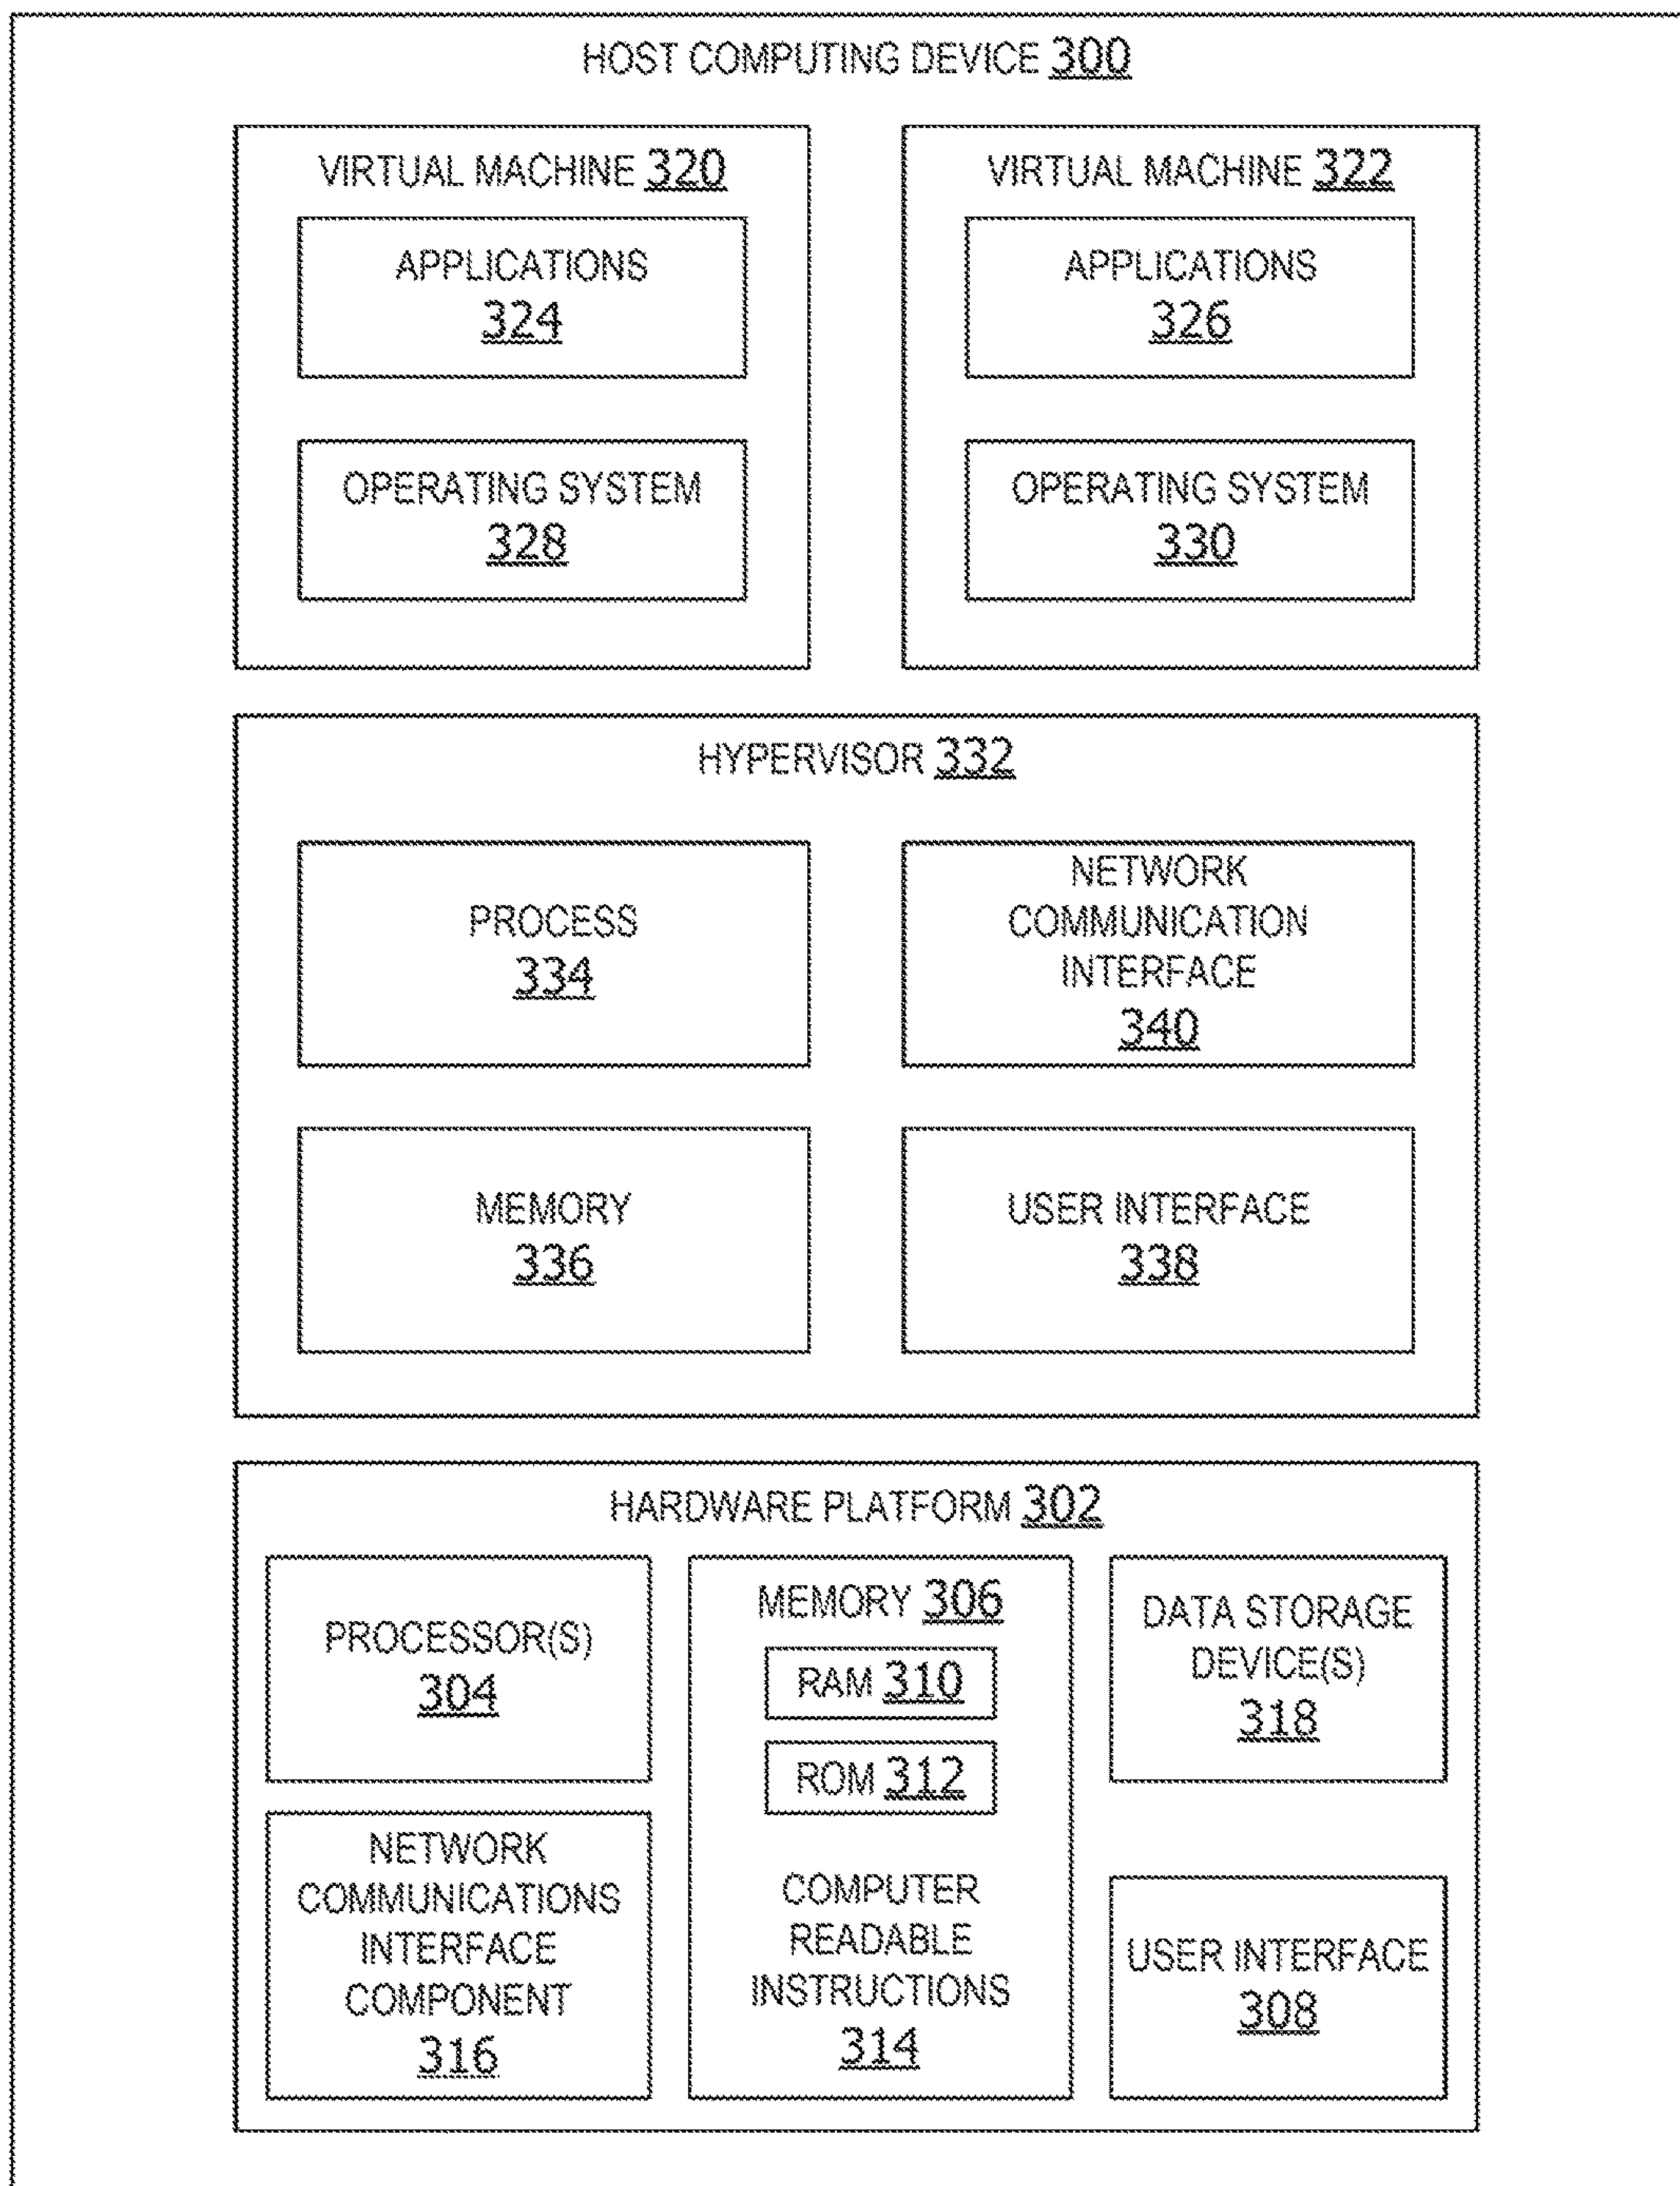 HOST COMPUTING DEVICE 300
VIRTUAL MACHINE 320
APPLICATIONS
324
OPERATING SYSTEM
328
VIRTUAL MACHINE 322
APPLICATIONS
326
OPERATING SYSTEM
330
HYPERVISOR 332
PROCESS
334
NETWORK
COMMUNICATION
INTERFACE
340
MEMORY
336
USER INTERFACE
338
HARDWARE PLATFORM 302
PROCESSOR(S)
304
NETWORK
COMMUNICATIONS
INTERFACE
COMPONENT
316
MEMORY 306
RAM 310
ROM 312
COMPUTER
READABLE
INSTRUCTIONS
314
DATA STORAGE
DEVICE(S)
318
USER INTERFACE
308